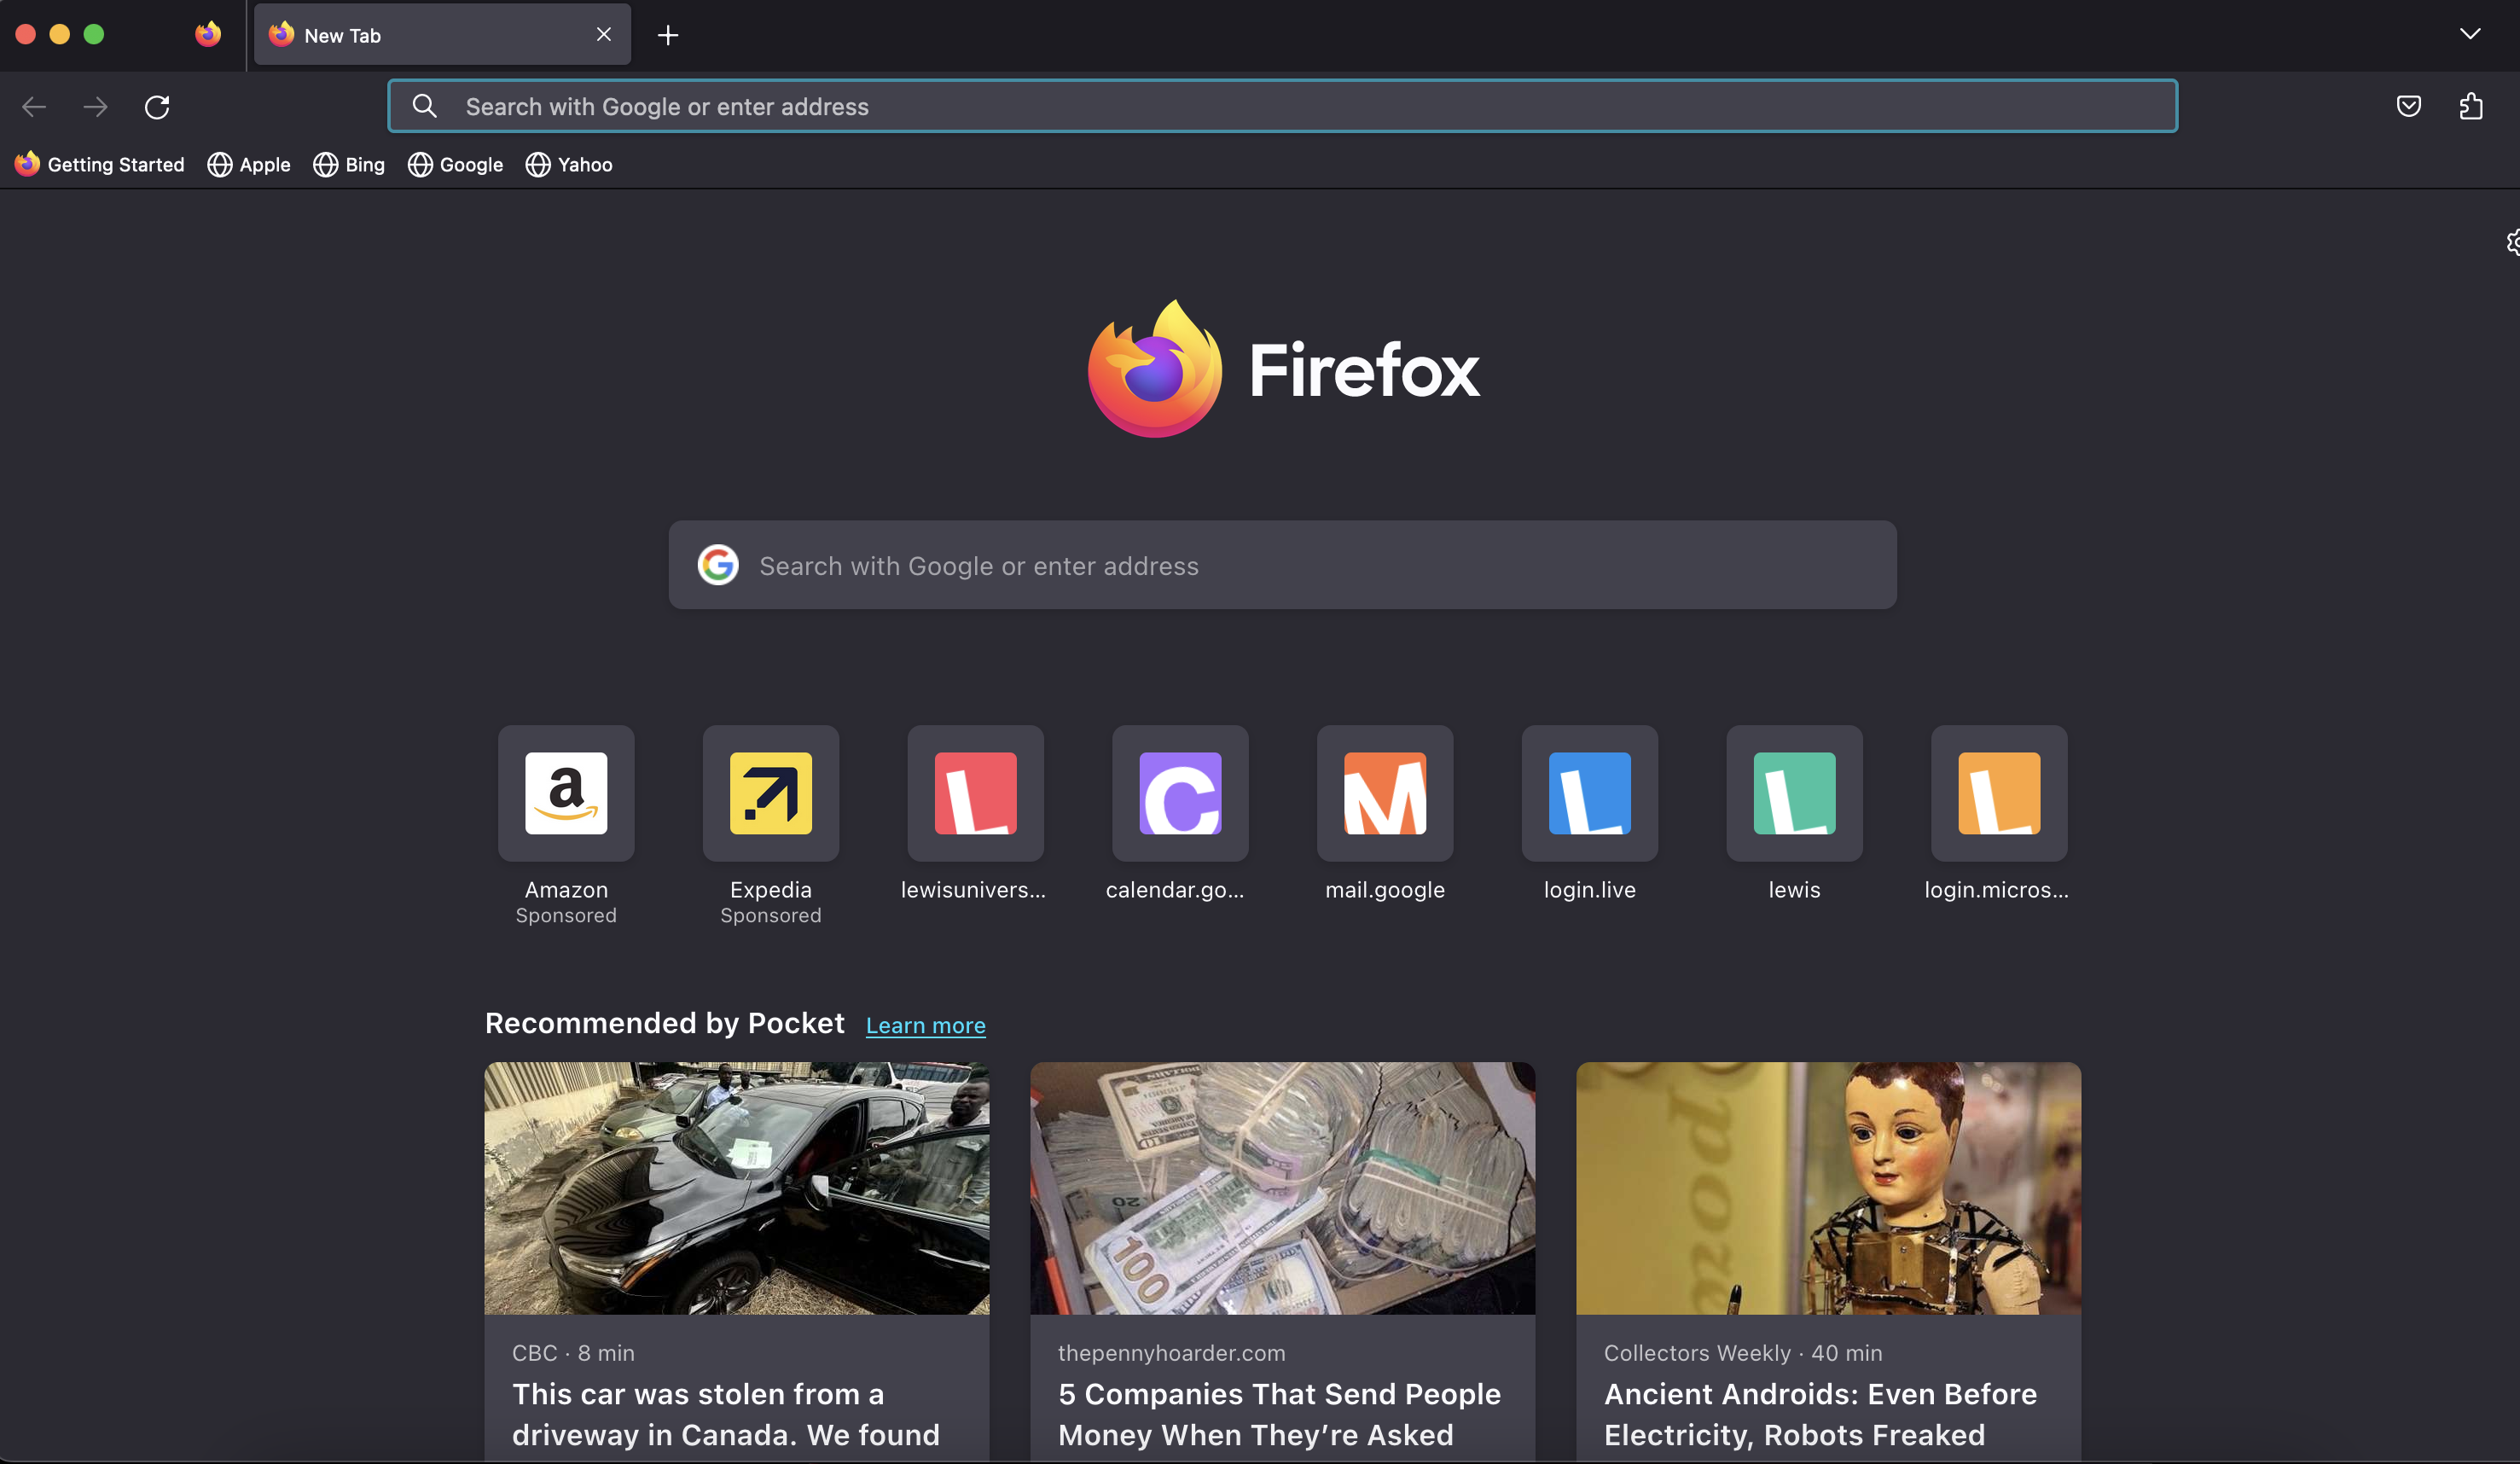 New Tab
Search with Google or enter address
Getting Started Apple Bing Google Yahoo
Firefox
Search with Google or enter address
Amazon
Sponsored
Expedia
Sponsored
lewisunivers...
calendar.go...
mail.google
login.live
lewis
login.micros...
Recommended by Pocket Learn more
CBC · 8 min
This car was stolen from a
driveway in Canada. We found
thepennyhoarder.com
5 Companies That Send People
Money When They’re Asked
Collectors Weekly · 40 min
Ancient Androids: Even Before
Electricity, Robots Freaked